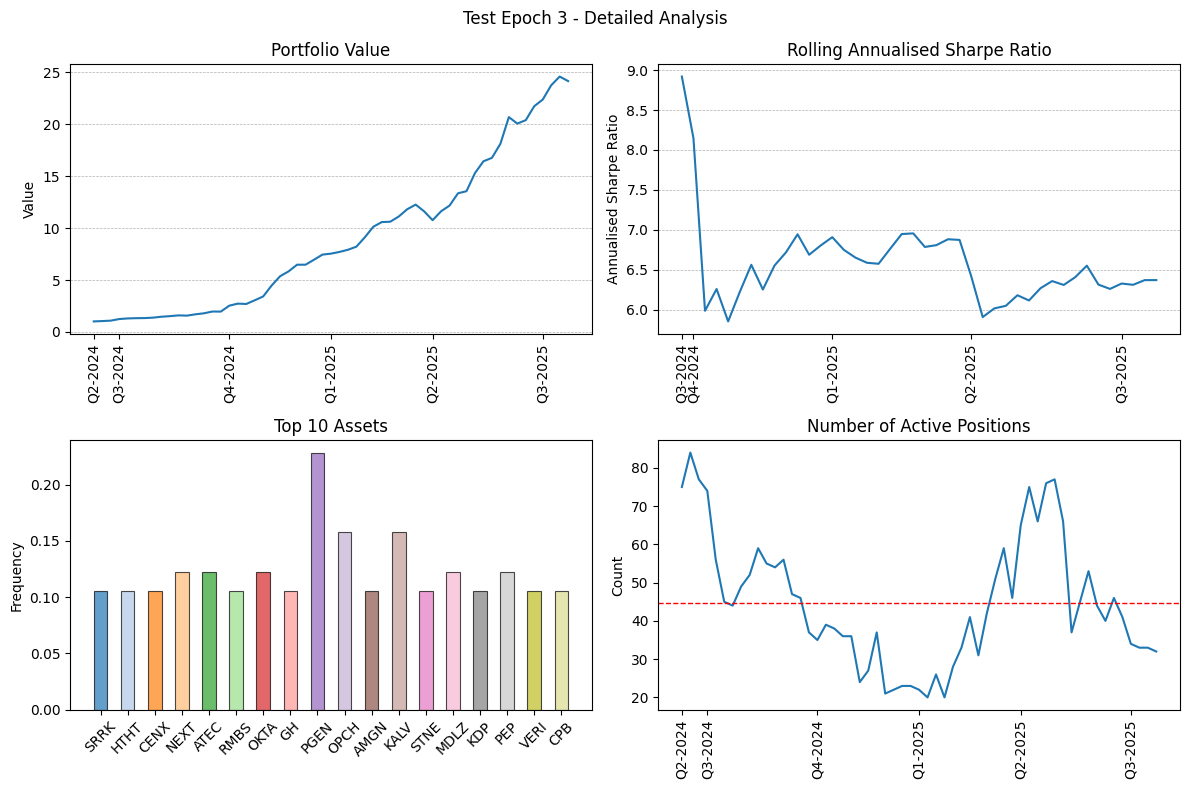 Test Epoch 3 - Detailed Analysis
Portfolio Value
Value
25
20
15
10
5
0
Q2-2024
Q3-2024
Q4-2024
Q1-2025
Q2-2025
Q3-2025
Rolling Annualised Sharpe Ratio
Annualised Sharpe Ratio
9.0
8.5
8.0
7.5
7.0
6.5
6.0
Q3-2024
Q4-2024
Q1-2025
Q2-2025
Q3-2025
Top 10 Assets
Frequency
0.20
0.15
0.10
0.05
0.00
SRRK
HTHT
CENX
NEXT
ATEC
RMBS
OKTA
GH
PGEN
OPCH
AMGN
KALV
STNE
MDLZ
KDP
PEP
VERI
CPB
Number of Active Positions
Count
80
70
60
50
40
30
20
Q2-2024
Q3-2024
Q4-2024
Q1-2025
Q2-2025
Q3-2025